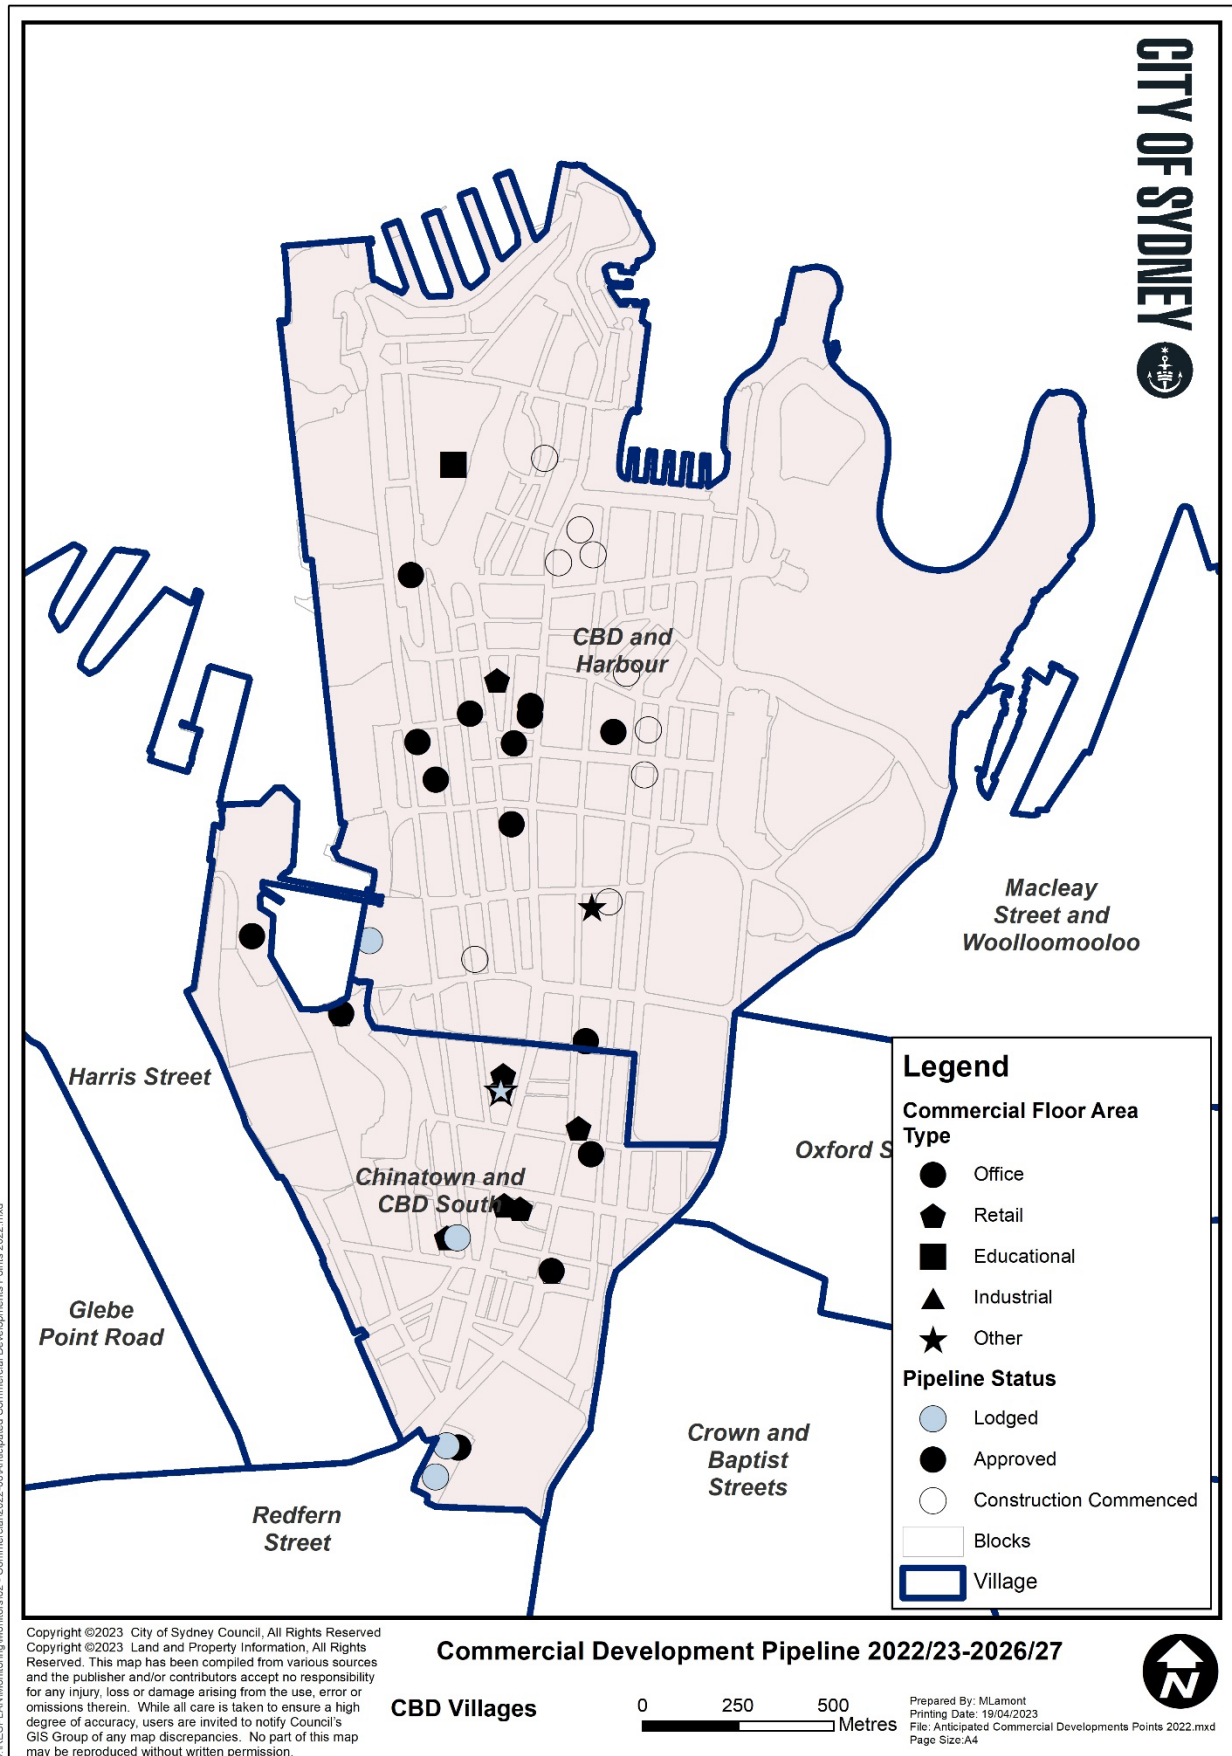 CITY OF SYDNEY
CBD and
Harbour
Macleay
Street and
Woolloomooloo
Harris Street
Oxford S
Chinatown and
CBD South
Glebe
Point Road
Crown and
Baptist
Streets
Redfern
Street
Legend
Commercial Floor Area
Type
Office
Retail
Educational
Industrial
Other
Pipeline Status
Lodged
Approved
Construction Commenced
Blocks
Village
Copyright ©2023 City of Sydney Council, All Rights Reserved
Copyright ©2023 Land and Property Information, All Rights
Reserved. This map has been compiled from various sources
and the publisher and/or contributors accept no responsibility
for any injury, loss or damage arising from the use, error or
omissions therein. While all care is taken to ensure a high
degree of accuracy, users are invited to notify Council's
GIS Group of any map discrepancies. No part of this map
may be reproduced without written permission.
Commercial Development Pipeline 2022/23-2026/27
CBD Villages
0 250 500
Metres
Prepared By: MLamont
Printing Date: 19/04/2023
File: Anticipated Commercial Developments Points 2022.mxd
Page Size:A4
N